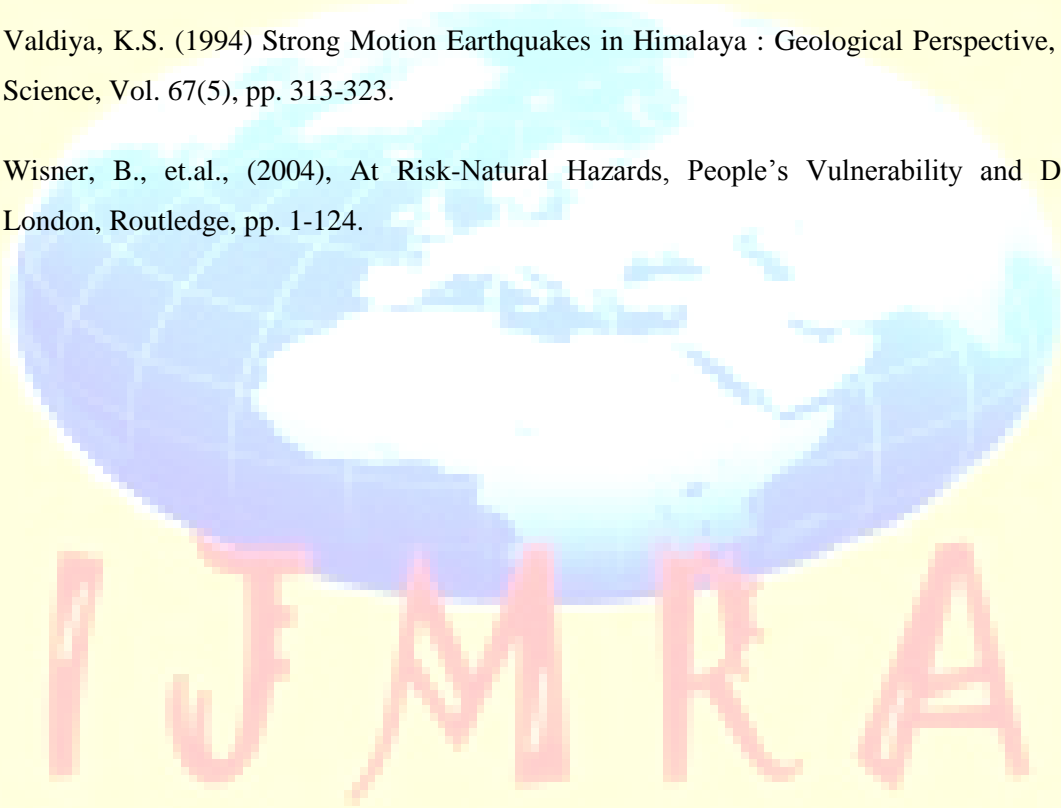 Valdiya, K.S. (1994) Strong Motion Earthquakes in Himalaya : Geological Perspective,
Science, Vol. 67(5), pp. 313-323.
Wisner, B., et.al., (2004), At Risk-Natural Hazards, People’s Vulnerability and D
London, Routledge, pp. 1-124.
IJMRA